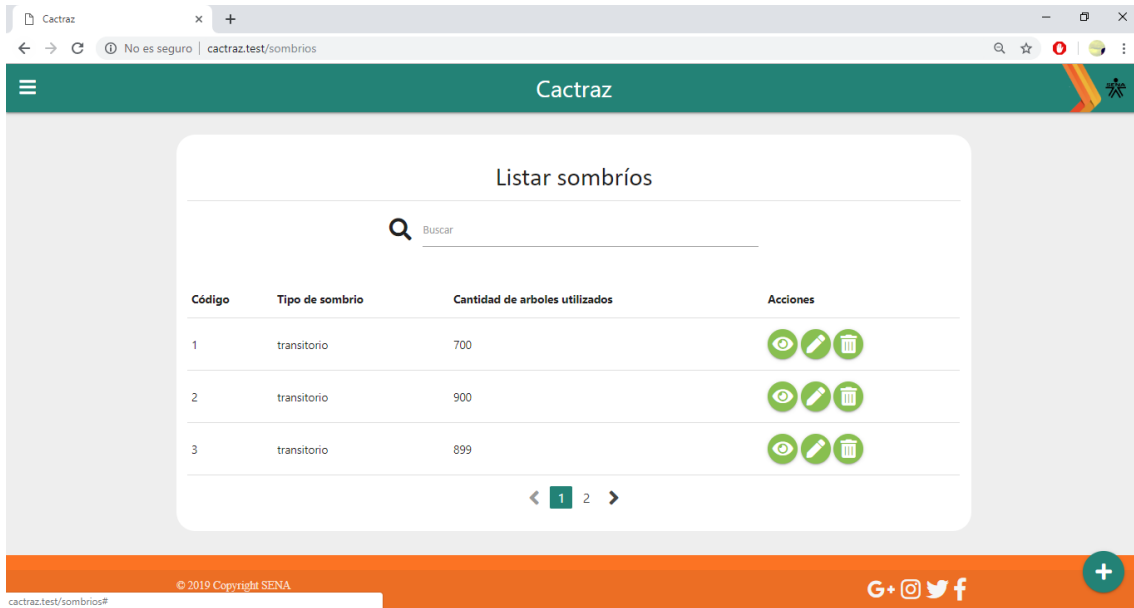 Cactraz
No es seguro | cactraz.test/sombrios
Cactraz
SENA
Listar sombríos
Buscar
Código Tipo de sombrio Cantidad de arboles utilizados Acciones
1 transitorio 700
2 transitorio 900
3 transitorio 899
1 2
© 2019 Copyright SENA
G+
cactraz.test/sombrios#